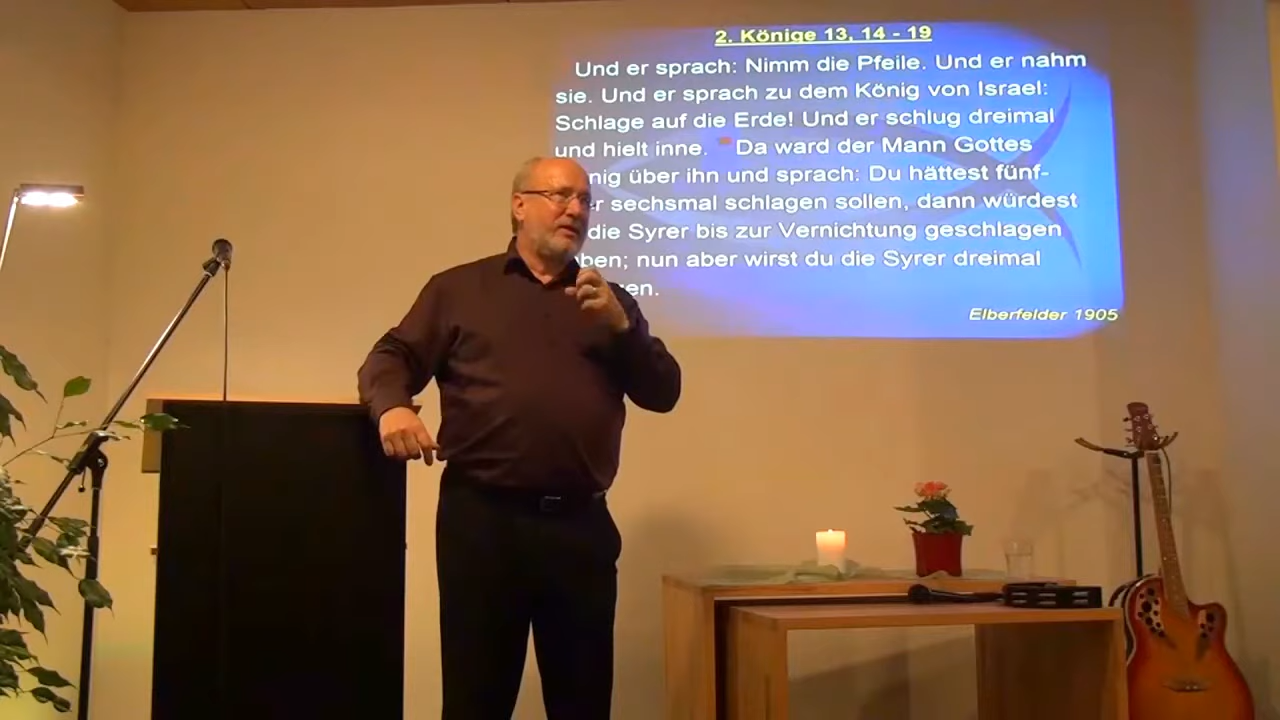 2. Könige 13, 14 - 19
Und er sprach: Nimm die Pfeile. Und er nahm
sie. Und er sprach zu dem König von Israel:
Schlage auf die Erde! Und er schlug dreimal
und hielt inne. Da ward der Mann Gottes
über ihn und sprach: Du hättest fünf-
sechsmal schlagen sollen, dann würdest
die Syrer bis zur Vernichtung geschlagen
nun aber wirst du die Syrer dreimal
Elberfelder 1905